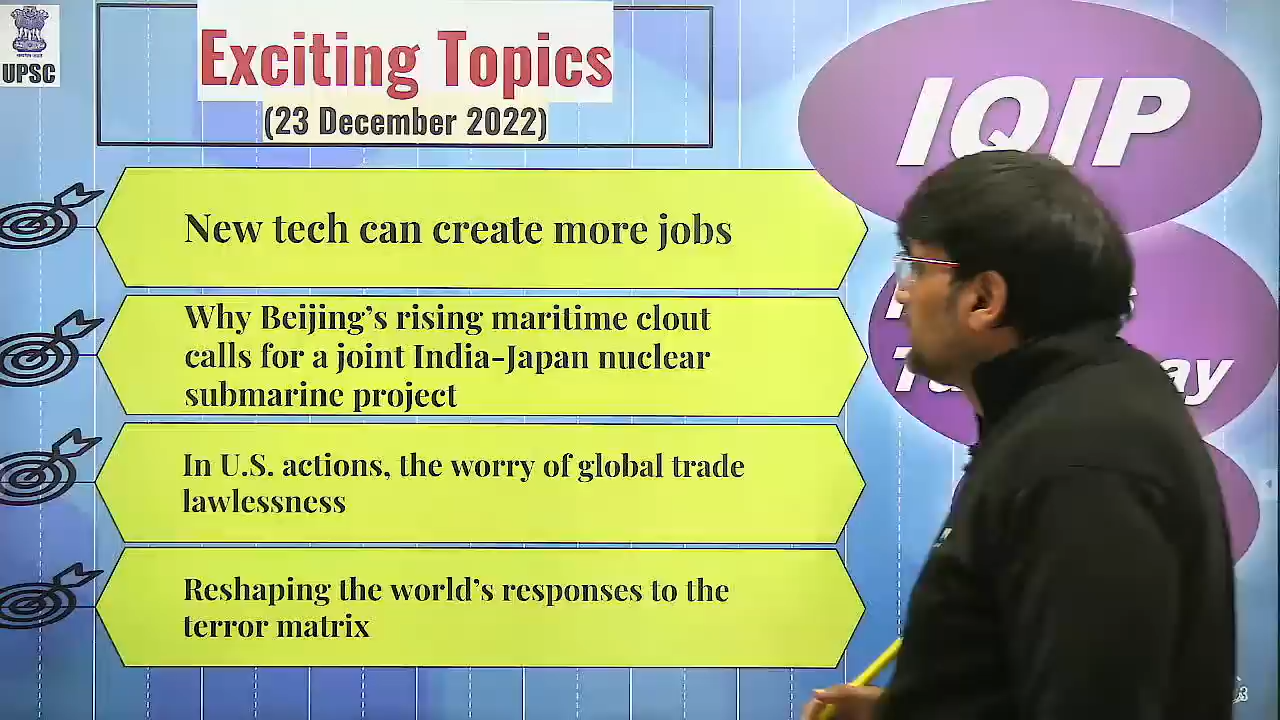 UPSC
Exciting Topics
(23 December 2022)
IQIP
New tech can create more jobs
Why Beijing's rising maritime clout
calls for a joint India-Japan nuclear
submarine project
In U.S. actions, the worry of global trade
lawlessness
Reshaping the world's responses to the
terror matrix